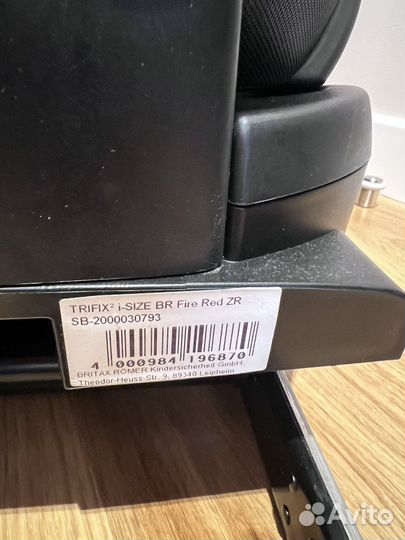 TRIFIX² i-SIZE BR Fire Red ZR
SB-2000030793
4 000984 196870
BRITAX RÖMER Kindersicherheit GmbH,
Theodor-Heuss-Str. 9, 89340 Leipheim
Avito